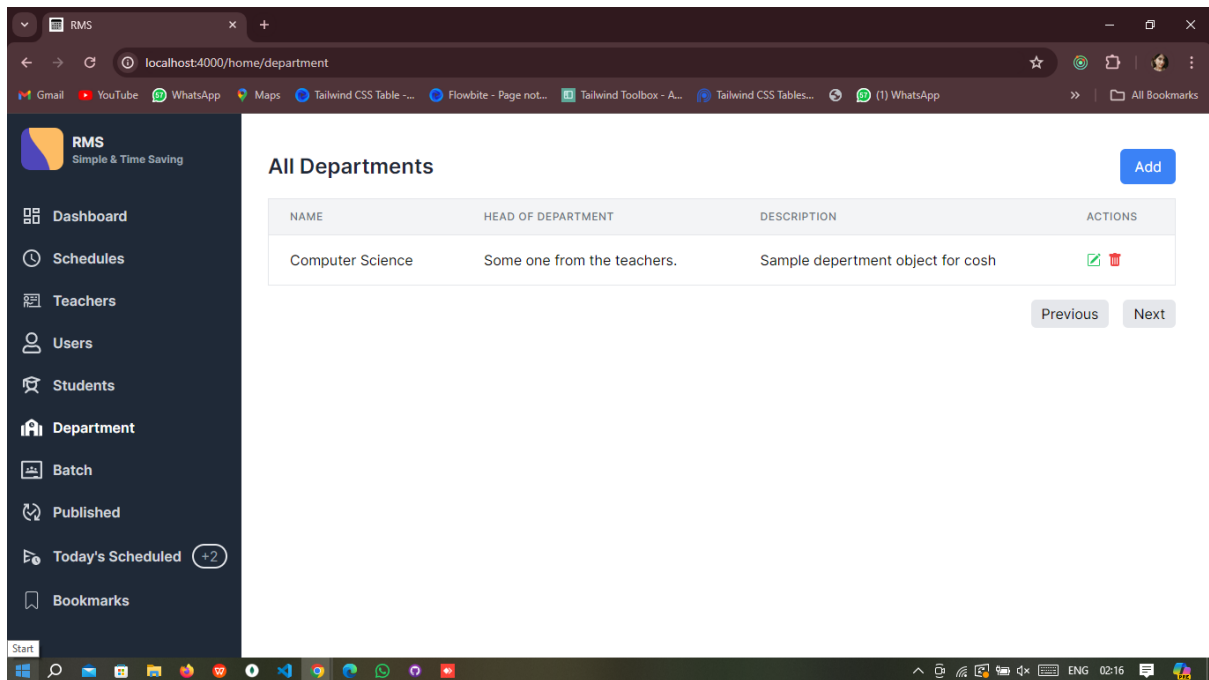 RMS
localhost:4000/home/department
Gmail YouTube WhatsApp Maps Tailwind CSS Table -... Flowbite - Page not... Tailwind Toolbox - A... Tailwind CSS Tables... (1) WhatsApp All Bookmarks
RMS
Simple & Time Saving
Dashboard
Schedules
Teachers
Users
Students
Department
Batch
Published
Today's Scheduled +2
Bookmarks
All Departments
Add
NAME HEAD OF DEPARTMENT DESCRIPTION ACTIONS
Computer Science Some one from the teachers. Sample depertment object for cosh
Previous Next
Start
ENG 02:16